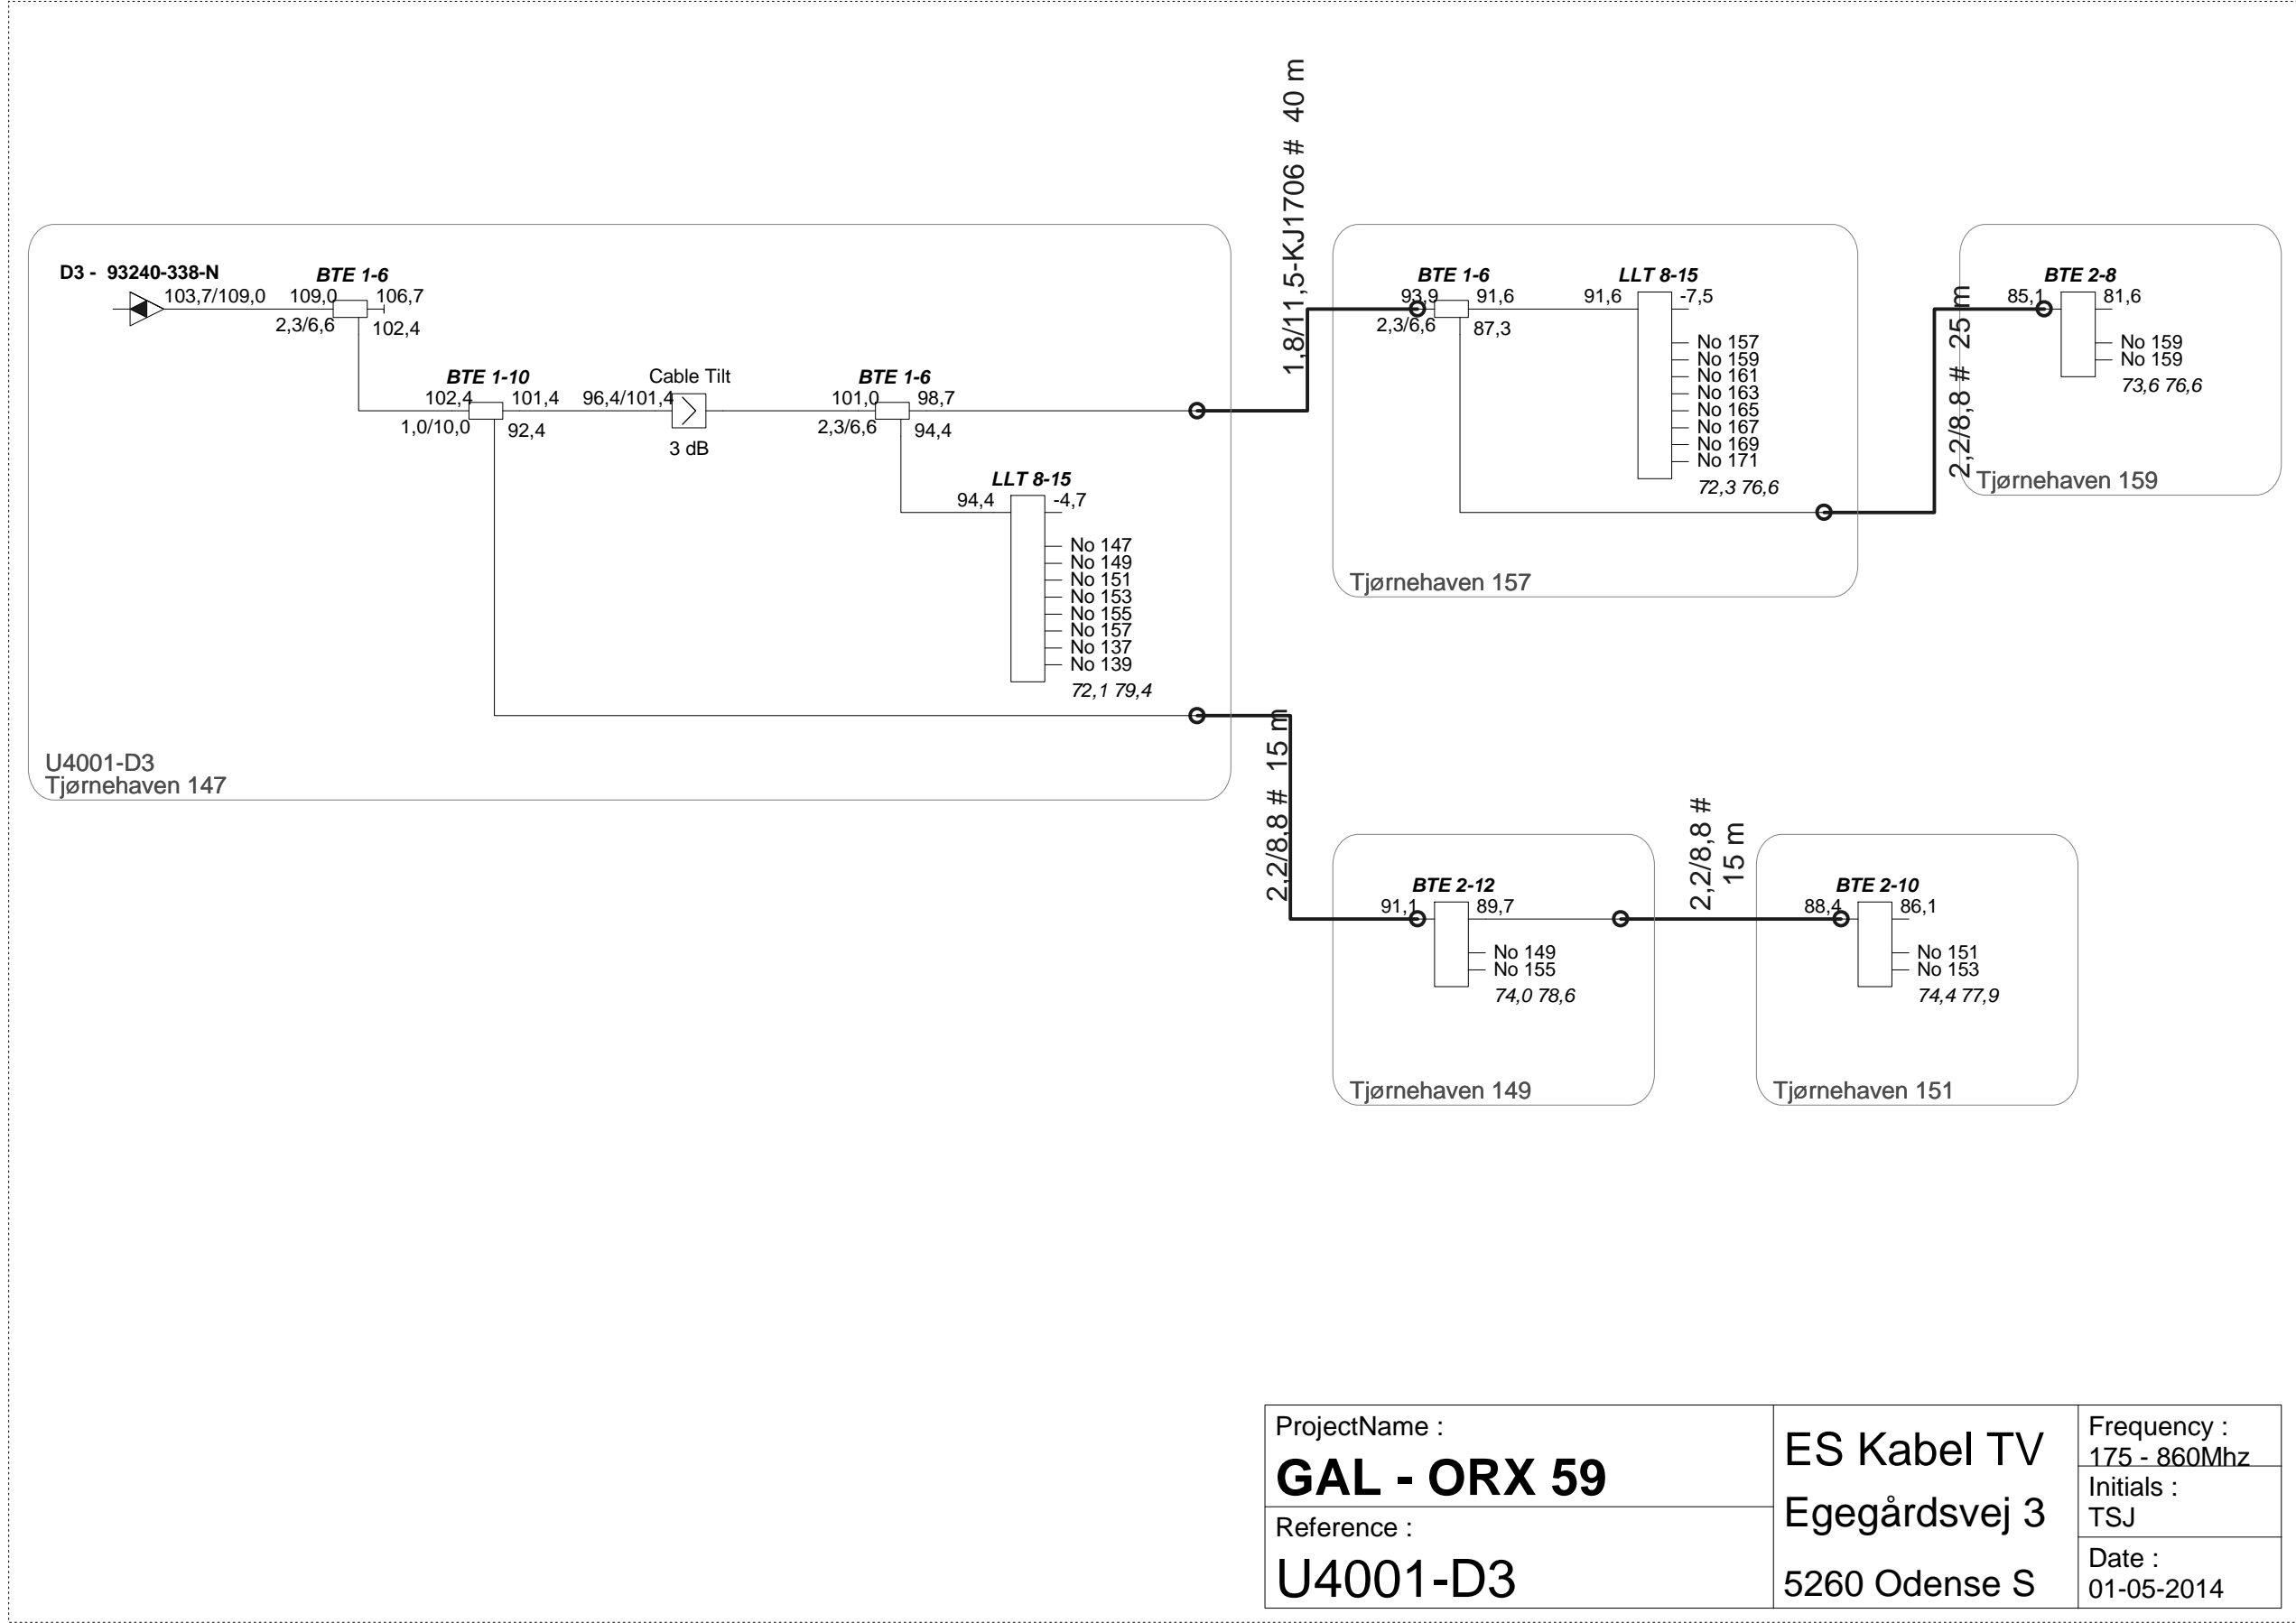 1,8/11,5-KJ1706 #  40 m
D3 -  93240-338-N
103,7/109,0
BTE 1-6
109,0
106,7
2,3/6,6
102,4
BTE 1-10
102,4
101,4
1,0/10,0
92,4
Cable Tilt
96,4/101,4
3 dB
BTE 1-6
101,0
98,7
2,3/6,6
94,4
LLT 8-15
94,4
-4,7
No 147
No 149
No 151
No 153
No 155
No 157
No 137
No 139
72,1 79,4
U4001-D3
Tjørnehaven 147
BTE 1-6
93,9
91,6
2,3/6,6
87,3
LLT 8-15
91,6
-7,5
No 157
No 159
No 161
No 163
No 165
No 167
No 169
No 171
72,3 76,6
Tjørnehaven 157
2,2/8,8 #  25 m
BTE 2-8
85,1
81,6
No 159
No 159
73,6 76,6
Tjørnehaven 159
2,2/8,8 #  15 m
BTE 2-12
91,1
89,7
No 149
No 155
74,0 78,6
Tjørnehaven 149
2,2/8,8 #
15 m
BTE 2-10
88,4
86,1
No 151
No 153
74,4 77,9
Tjørnehaven 151
ProjectName :
GAL - ORX 59
Reference :
U4001-D3
ES Kabel TV
Egegårdsvej 3
5260 Odense S
Frequency :
175 - 860Mhz
Initials :
TSJ
Date :
01-05-2014